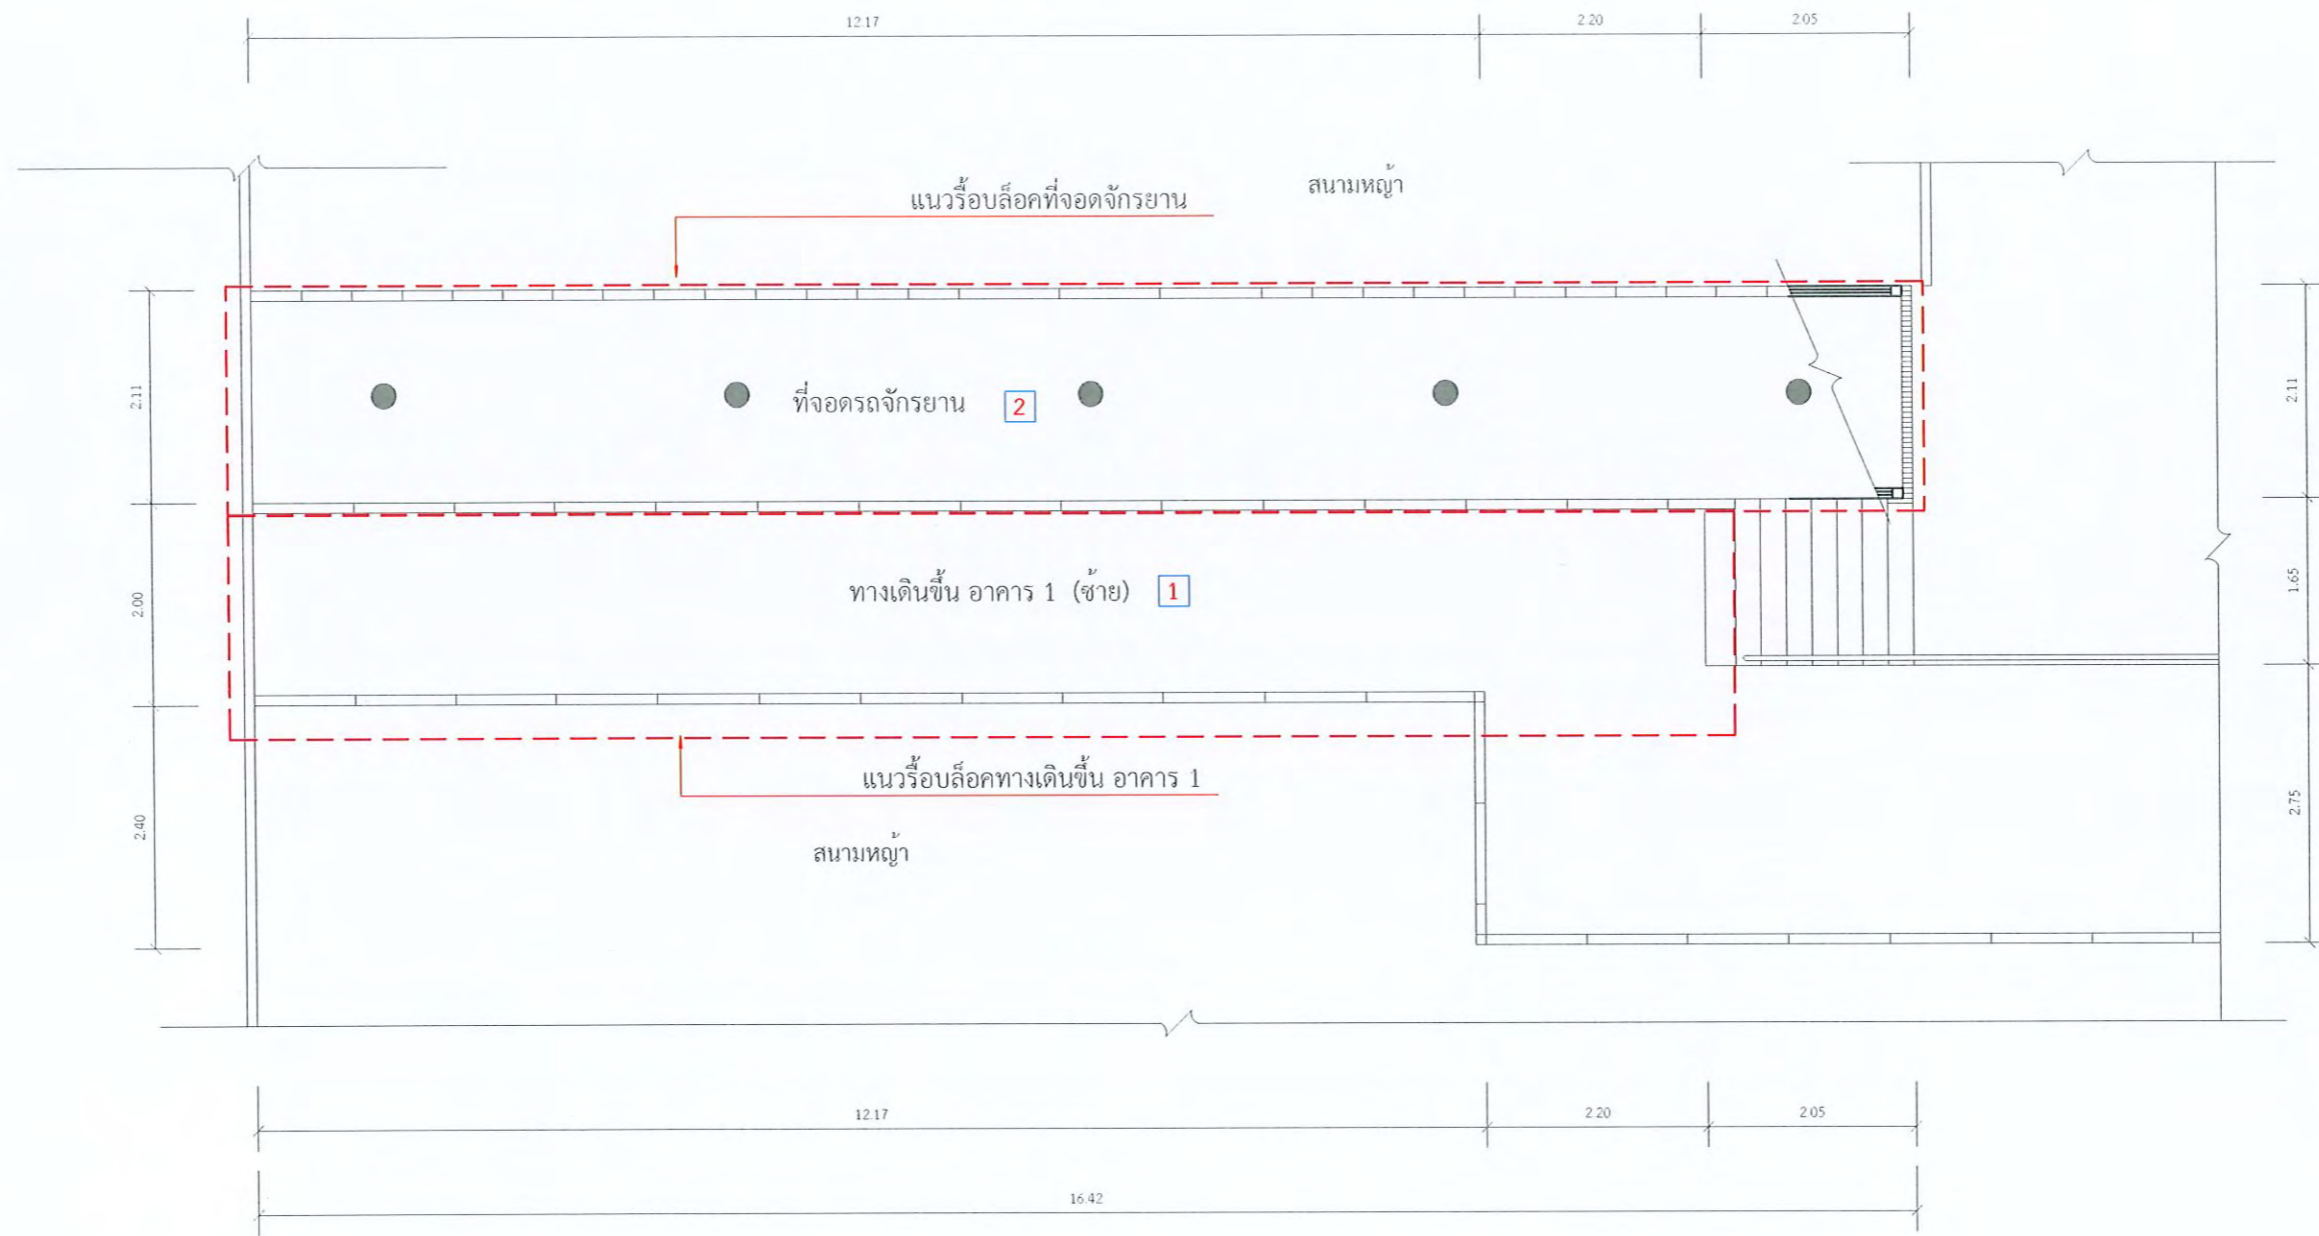 12.17
2.20
2.05
แนวรื้อบล็อคที่จอดจักรยาน
สนามหญ้า
2.11
ที่จอดรถจักรยาน 2
2.11
2.00
ทางเดินขึ้น อาคาร 1 (ซ้าย) 1
1.65
แนวรื้อบล็อคทางเดินขึ้น อาคาร 1
2.40
สนามหญ้า
2.75
12.17
2.20
2.05
16.42